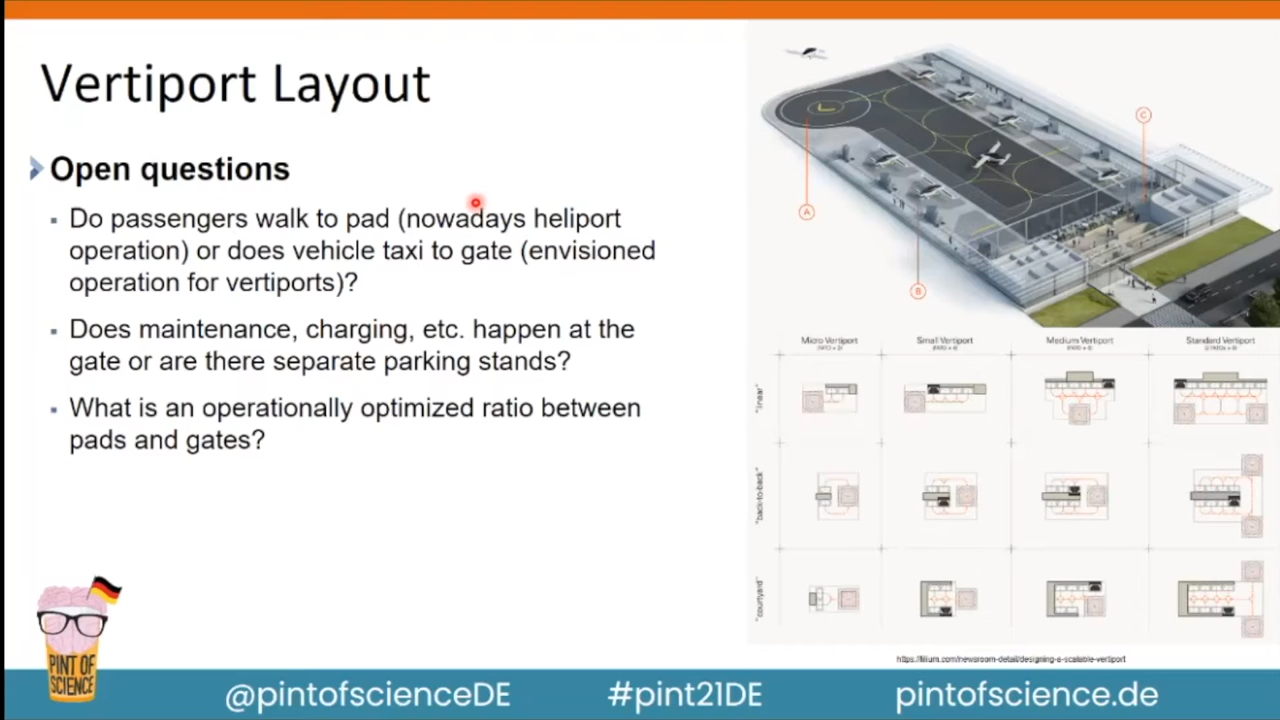 Vertiport Layout
Open questions
Do passengers walk to pad (nowadays heliport
operation) or does vehicle taxi to gate (envisioned
operation for vertiports)?
Does maintenance, charging, etc. happen at the
gate or are there separate parking stands?
What is an operationally optimized ratio between
pads and gates?
A
B
C
Micro Vertiport
Small Vertiport
Medium Vertiport
Standard Vertiport
"linear"
"back-to-back"
"courtyard"
https://lilium.com/newsroom-detail/designing-a-scalable-vertiport
PINT OF
SCIENCE
@pintofscienceDE
#pint21DE
pintofscience.de